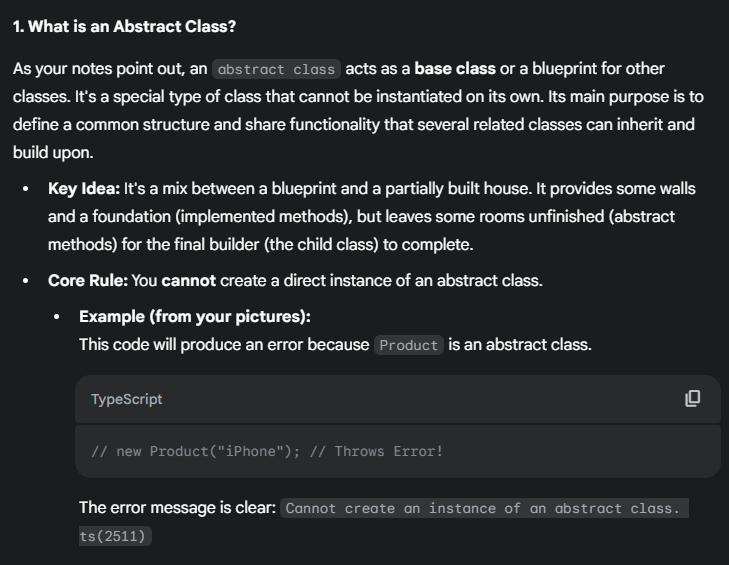 1. What is an Abstract Class?
As your notes point out, an abstract class acts as a base class or a blueprint for other
classes. It's a special type of class that cannot be instantiated on its own. Its main purpose is to
define a common structure and share functionality that several related classes can inherit and
build upon.
• Key Idea: It's a mix between a blueprint and a partially built house. It provides some walls
and a foundation (implemented methods), but leaves some rooms unfinished (abstract
methods) for the final builder (the child class) to complete.
• Core Rule: You cannot create a direct instance of an abstract class.
• Example (from your pictures):
This code will produce an error because Product is an abstract class.
TypeScript
// new Product("iPhone"); // Throws Error!
The error message is clear: Cannot create an instance of an abstract class.
ts(2511)